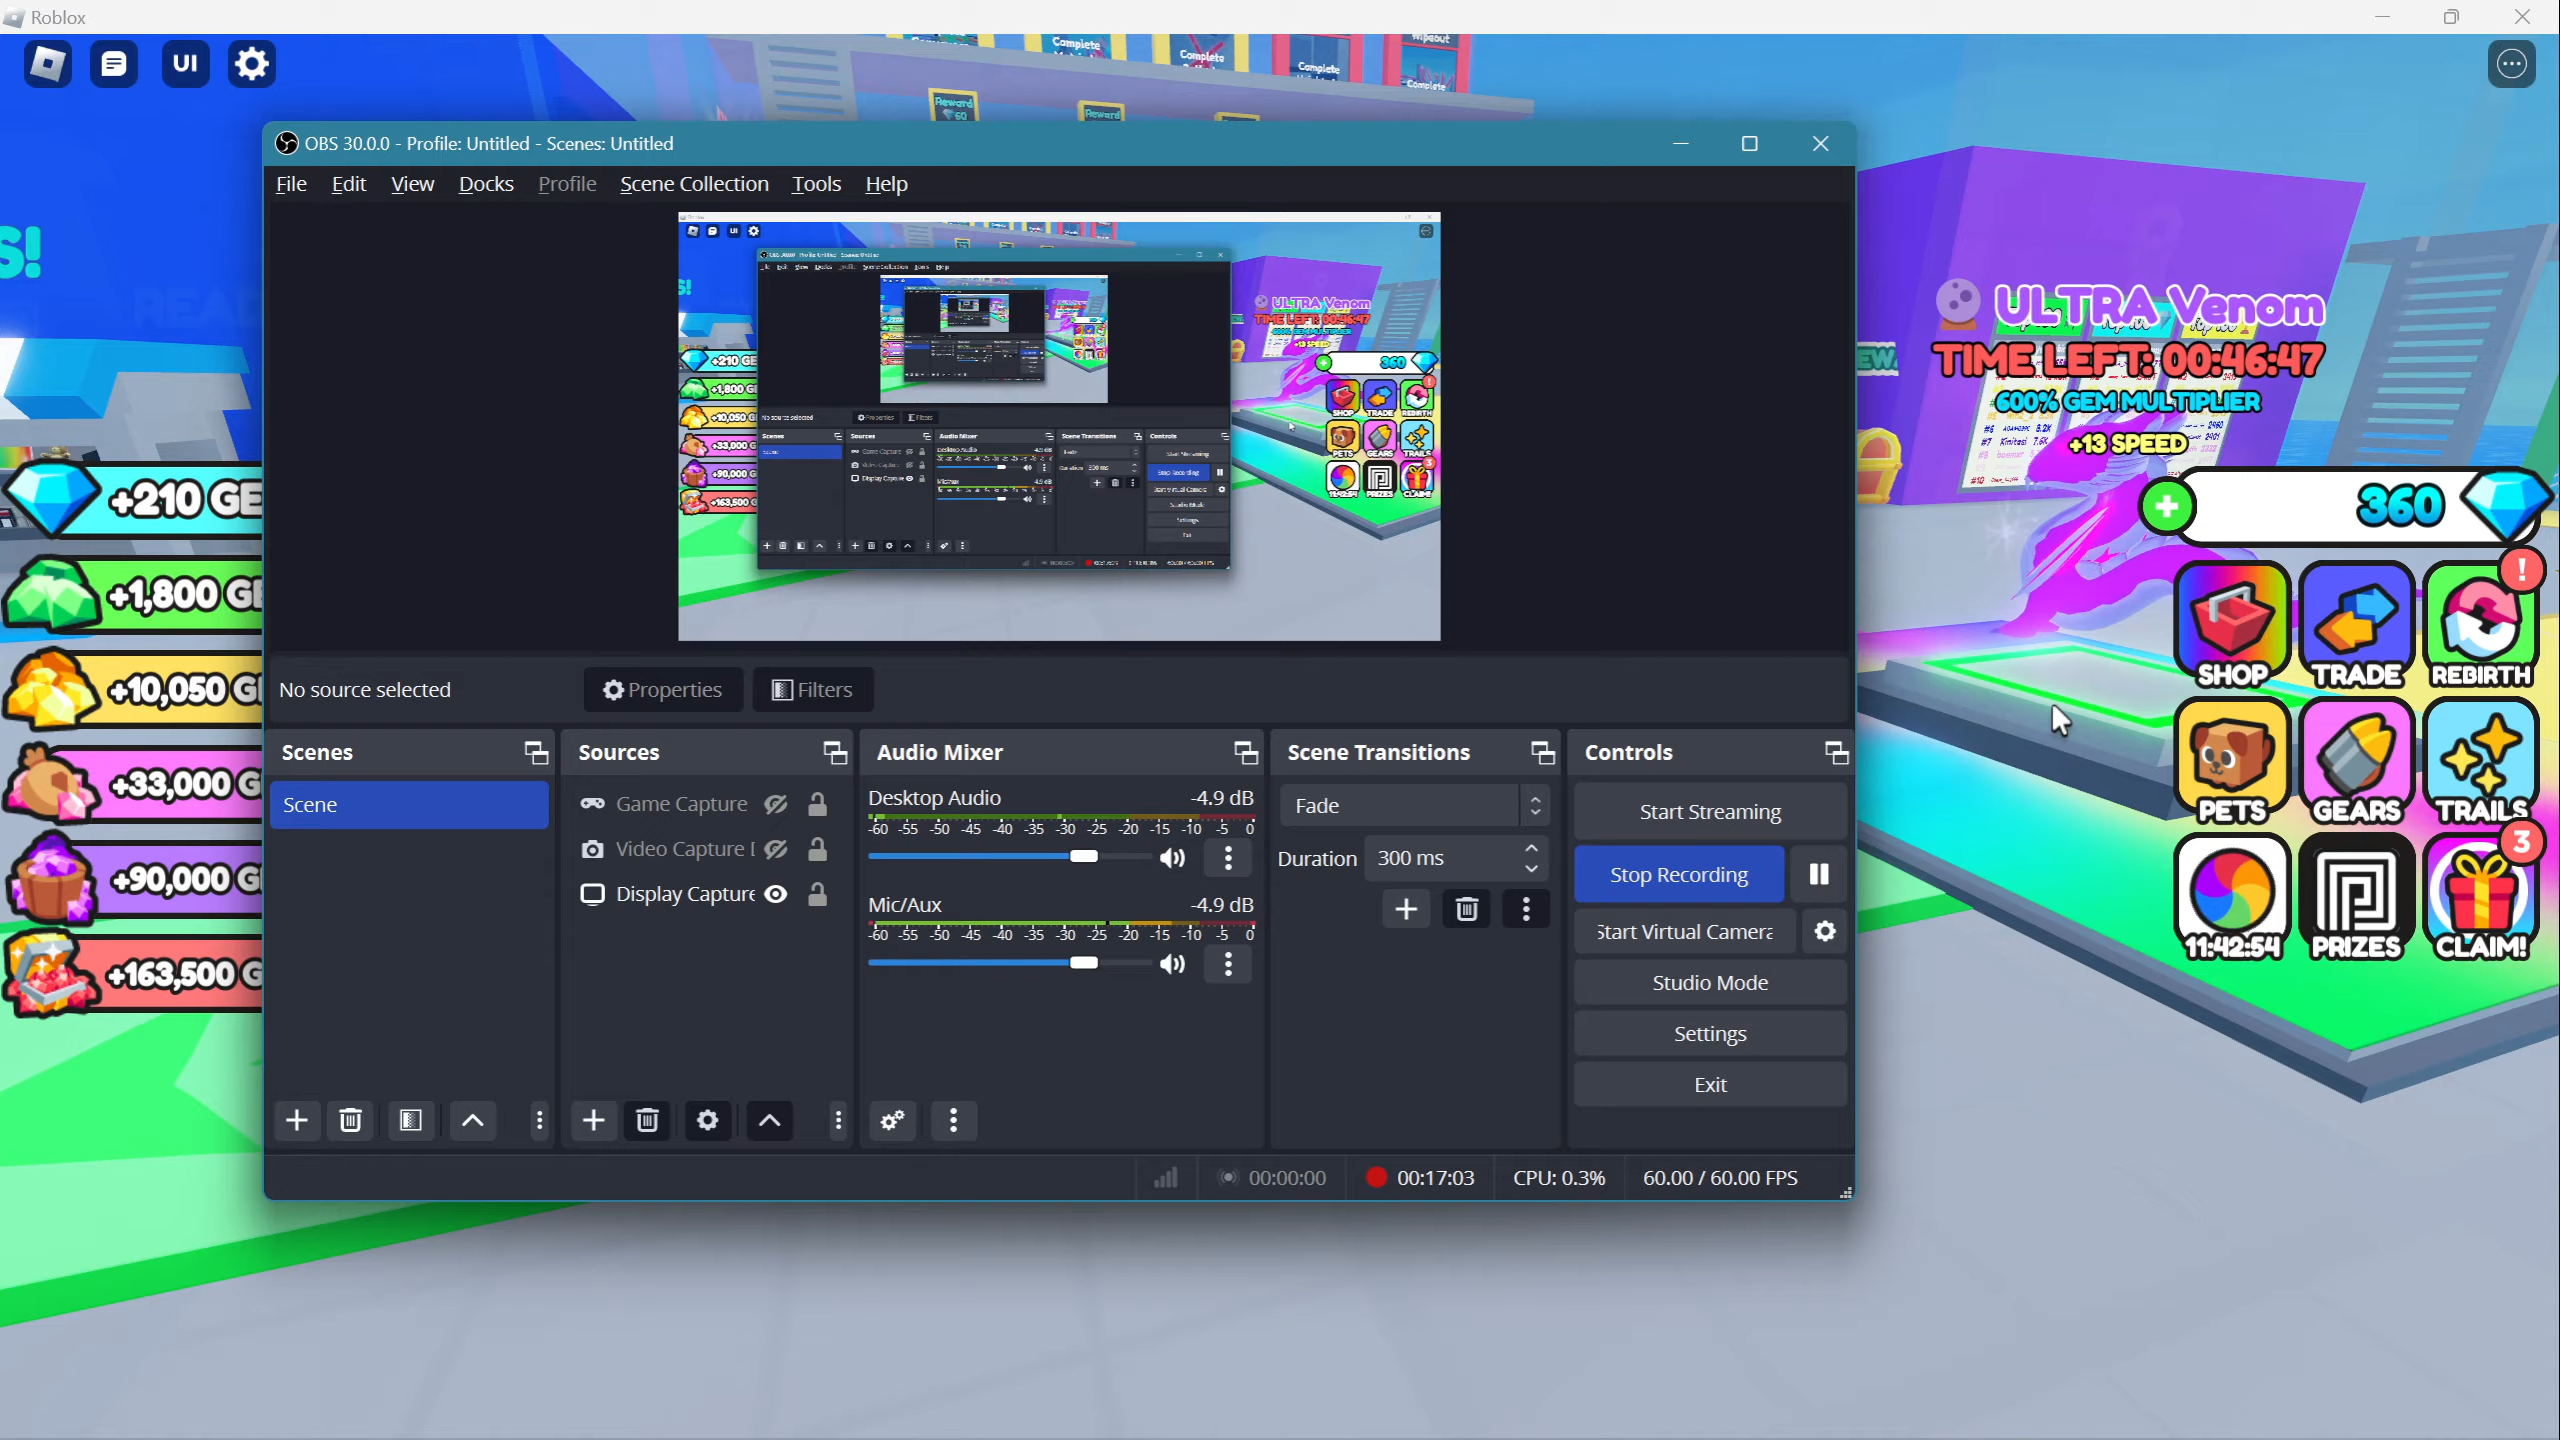 Roblox
UI
Complete
Complete
Complete
Complete
Wipeout
Reward
60
Reward
OBS 30.0.0 - Profile: Untitled - Scenes: Untitled
File Edit View Docks Profile Scene Collection Tools Help
S!
ULTRA Venom
TIME LEFT: 00:46:47
600% GEM MULTIPLIER
+13 SPEED
360
+210 GE
+1,800 GE
+10,050 G
+33,000 G
+90,000 G
+163,500 G
SHOP
TRADE
REBIRTH
!
PETS
GEARS
TRAILS
11:42:54
PRIZES
CLAIM!
3
No source selected
Properties
Filters
Scenes
Scene
Sources
Game Capture
Video Capture
Display Capture
Audio Mixer
Desktop Audio -4.9 dB
-60 -55 -50 -45 -40 -35 -30 -25 -20 -15 -10 -5 0
Mic/Aux -4.9 dB
-60 -55 -50 -45 -40 -35 -30 -25 -20 -15 -10 -5 0
Scene Transitions
Fade
Duration 300 ms
Controls
Start Streaming
Stop Recording
Start Virtual Camera
Studio Mode
Settings
Exit
00:00:00
00:17:03
CPU: 0.3%
60.00 / 60.00 FPS